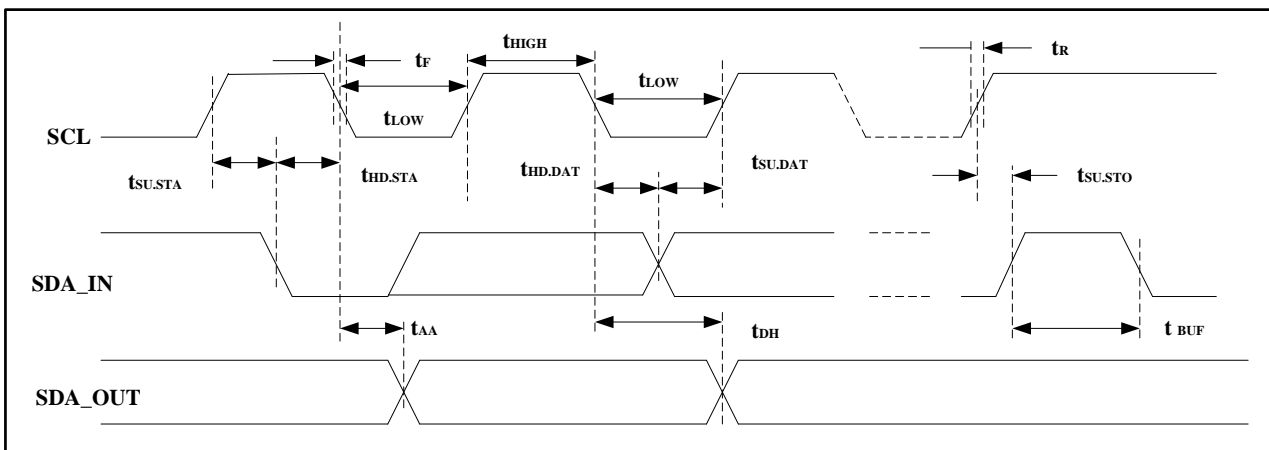 tHIGH
tF
tR
tLOW
tLOW
SCL
tSU.STA
tHD.STA
tHD.DAT
tSU.DAT
tSU.STO
SDA_IN
tAA
tDH
t BUF
SDA_OUT